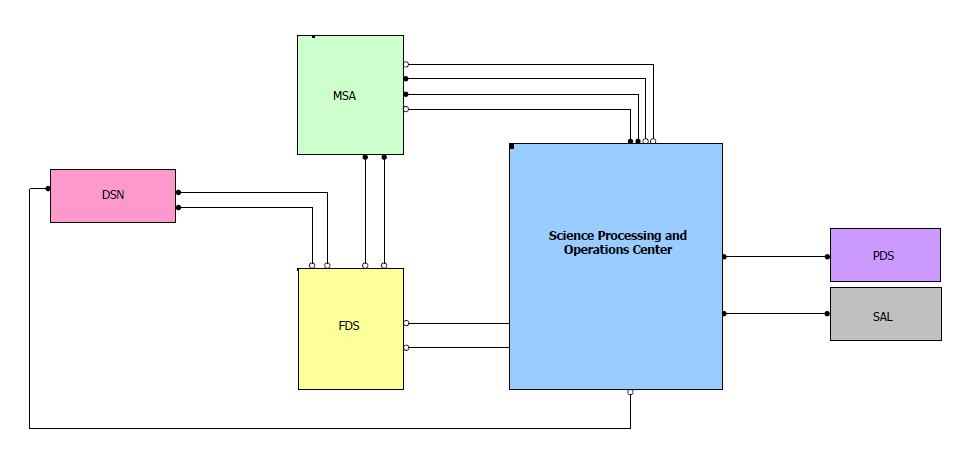 MSA
DSN
Science Processing and
Operations Center
PDS
SAL
FDS